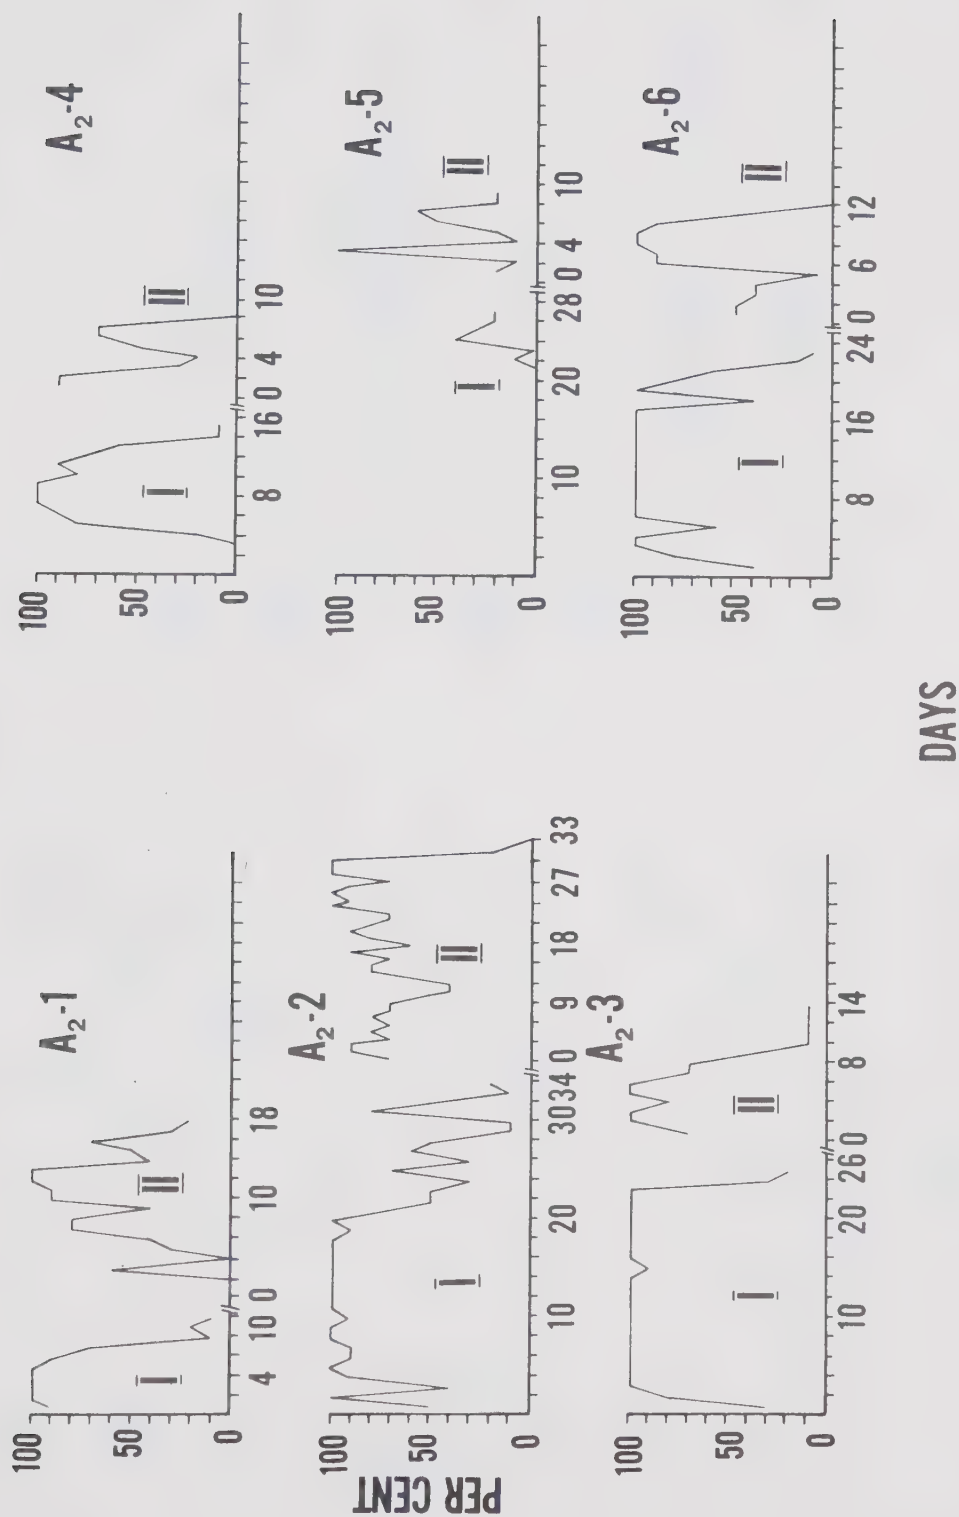 A₂-1
100
50
0
4 10 0 10 18
I
II
A₂-2
100
50
0
10 20 30 34 0 9 18 27 33
I
II
A₂-3
100
50
0
10 20 26 0 8 14
I
II
A₂-4
100
50
0
8 16 0 4 10
I
II
A₂-5
100
50
0
10 20 28 0 4 10
I
II
A₂-6
100
50
0
8 16 24 0 6 12
I
II
PER CENT
DAYS